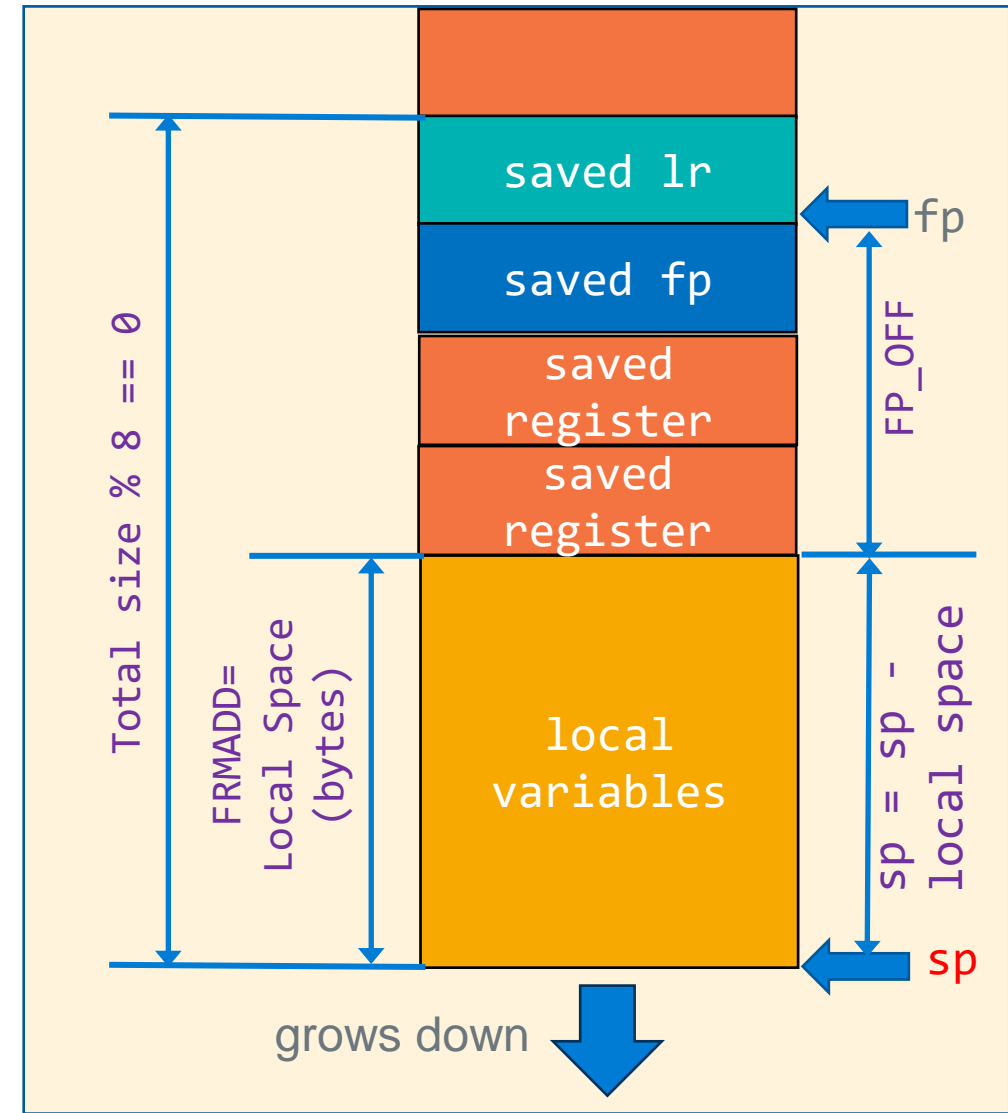 saved lr
fp
saved fp
FP_OFF
Total size % 8 == 0
saved
register
saved
register
FRMADD=
Local Space
(bytes)
local
variables
sp = sp -
local space
sp
grows down